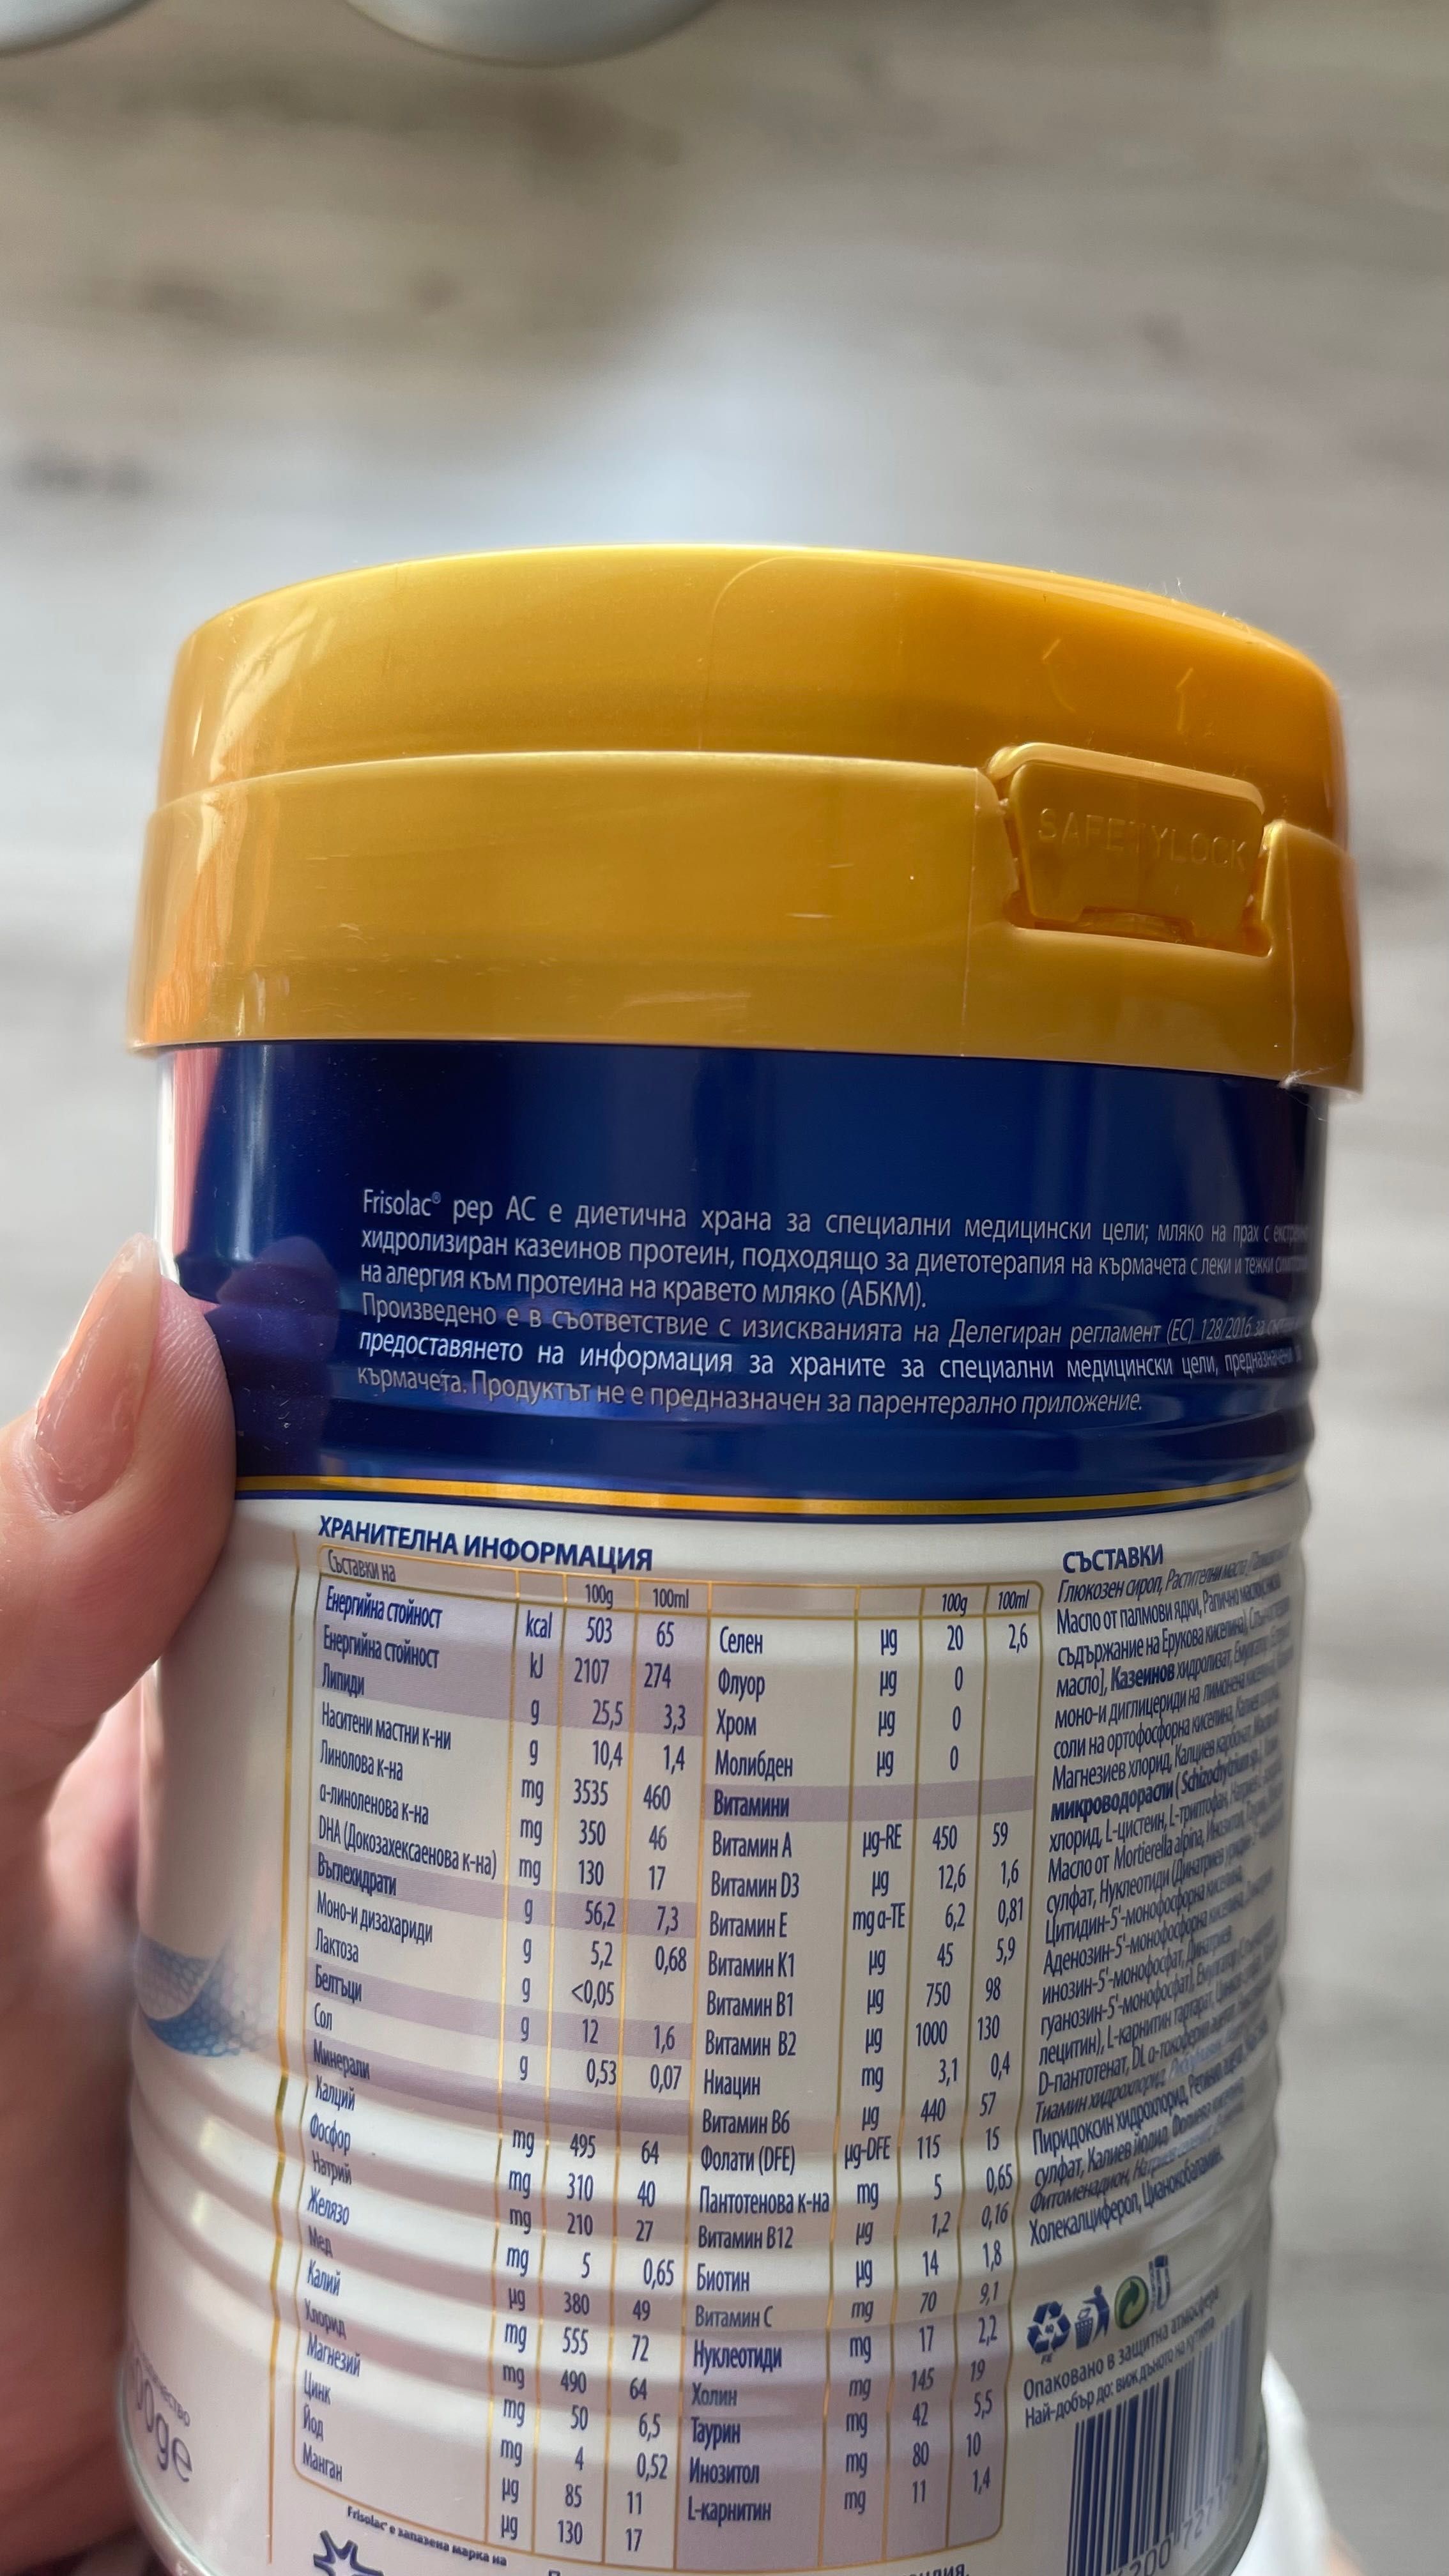 SAFETYLOCK
Frisolac® pep AC е диетична храна за специални медицински цели; мляко на прах с
хидролизиран казеинов протеин, подходящо за диетотерапия на кърмачета с леки и тежки
на алергия към протеина на кравето мляко (АБКМ).
Произведено е в съответствие с изискванията на Делегиран регламент (ЕС) 128/2016 за
предоставянето на информация за храните за специални медицински цели, предназначени
кърмачета. Продуктът не е предназначен за парентерално приложение.
ХРАНИТЕЛНА ИНФОРМАЦИЯ
Съставки на 100g 100ml
Енергийна стойност kcal 503 65
Енергийна стойност kJ 2107 274
Липиди g 25,5 3,3
Наситени мастни к-ни g 10,4 1,4
Линолова к-на mg 3535 460
α-линоленова к-на mg 350 46
DHA (Докозахексаенова к-на) mg 130 17
Въглехидрати g 56,2 7,3
Моно-и дизахариди g 5,2 0,68
Лактоза g <0,05
Белтъци g 12 1,6
Сол g 0,53 0,07
Минерали
Калций mg 495 64
Фосфор mg 310 40
Натрий mg 210 27
Желязо mg 5 0,65
Мед µg 380 49
Калий mg 555 72
Хлорид mg 490 64
Магнезий mg 50 6,5
Цинк mg 4 0,52
Йод µg 85 11
Манган µg 130 17
100g 100ml
Селен µg 20 2,6
Флуор µg 0
Хром µg 0
Молибден µg 0
Витамини
Витамин А µg-RE 450 59
Витамин D3 µg 12,6 1,6
Витамин Е mg α-TE 6,2 0,81
Витамин К1 µg 45 5,9
Витамин В1 µg 750 98
Витамин В2 µg 1000 130
Ниацин mg 3,1 0,4
Витамин В6 µg 440 57
Фолати (DFE) µg-DFE 115 15
Пантотенова к-на mg 5 0,65
Витамин В12 µg 1,2 0,16
Биотин µg 14 1,8
Витамин С mg 70 9,1
Нуклеотиди mg 17 2,2
Холин mg 145 19
Таурин mg 42 5,5
Инозитол mg 80 10
L-карнитин mg 11 1,4
СЪСТАВКИ
Глюкозен сироп, Растителни масла
Масло от палмови ядки, Рапично масло
съдържание на Ерукова киселина),
масло], Казеинов хидролизат,
моно-и диглицериди на лимонена
соли на ортофосфорна киселина, Калиев
Магнезиев хлорид, Калциев карбонат,
микроводорасли (Schizochytrium sp.),
хлорид, L-цистеин, L-триптофан,
Масло от Mortierella alpina, Инозитол,
сулфат, Нуклеотиди (Динатриев
Цитидин-5'-монофосфорна киселина,
Аденозин-5'-монофосфорна киселина,
инозин-5'-монофосфат, Динатриев
гуанозин-5'-монофосфат),
лецитин), L-карнитин тартарат,
D-пантотенат, DL α-токоферил
Тиамин хидрохлорид,
Пиридоксин хидрохлорид,
сулфат, Калиев йодид, Фолиева киселина
Фитоменадион,
Холекалциферол, Цианокобаламин.
Опаковано в защитна атмосфера
Най-добър до: виж дъното на кутията
Frisolac® е запазена марка на